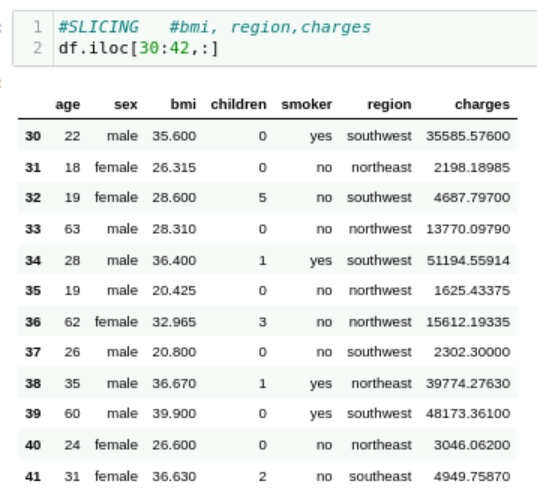 1 #SLICING #bmi, region,charges
2 df.iloc[30:42,:]
age sex bmi children smoker region charges
30 22 male 35.600 0 yes southwest 35585.57600
31 18 female 26.315 0 no northeast 2198.18985
32 19 female 28.600 5 no southwest 4687.79700
33 63 male 28.310 0 no northwest 13770.09790
34 28 male 36.400 1 yes southwest 51194.55914
35 19 male 20.425 0 no northwest 1625.43375
36 62 female 32.965 3 no northwest 15612.19335
37 26 male 20.800 0 no southwest 2302.30000
38 35 male 36.670 1 yes northeast 39774.27630
39 60 male 39.900 0 yes southwest 48173.36100
40 24 female 26.600 0 no northeast 3046.06200
41 31 female 36.630 2 no southeast 4949.75870